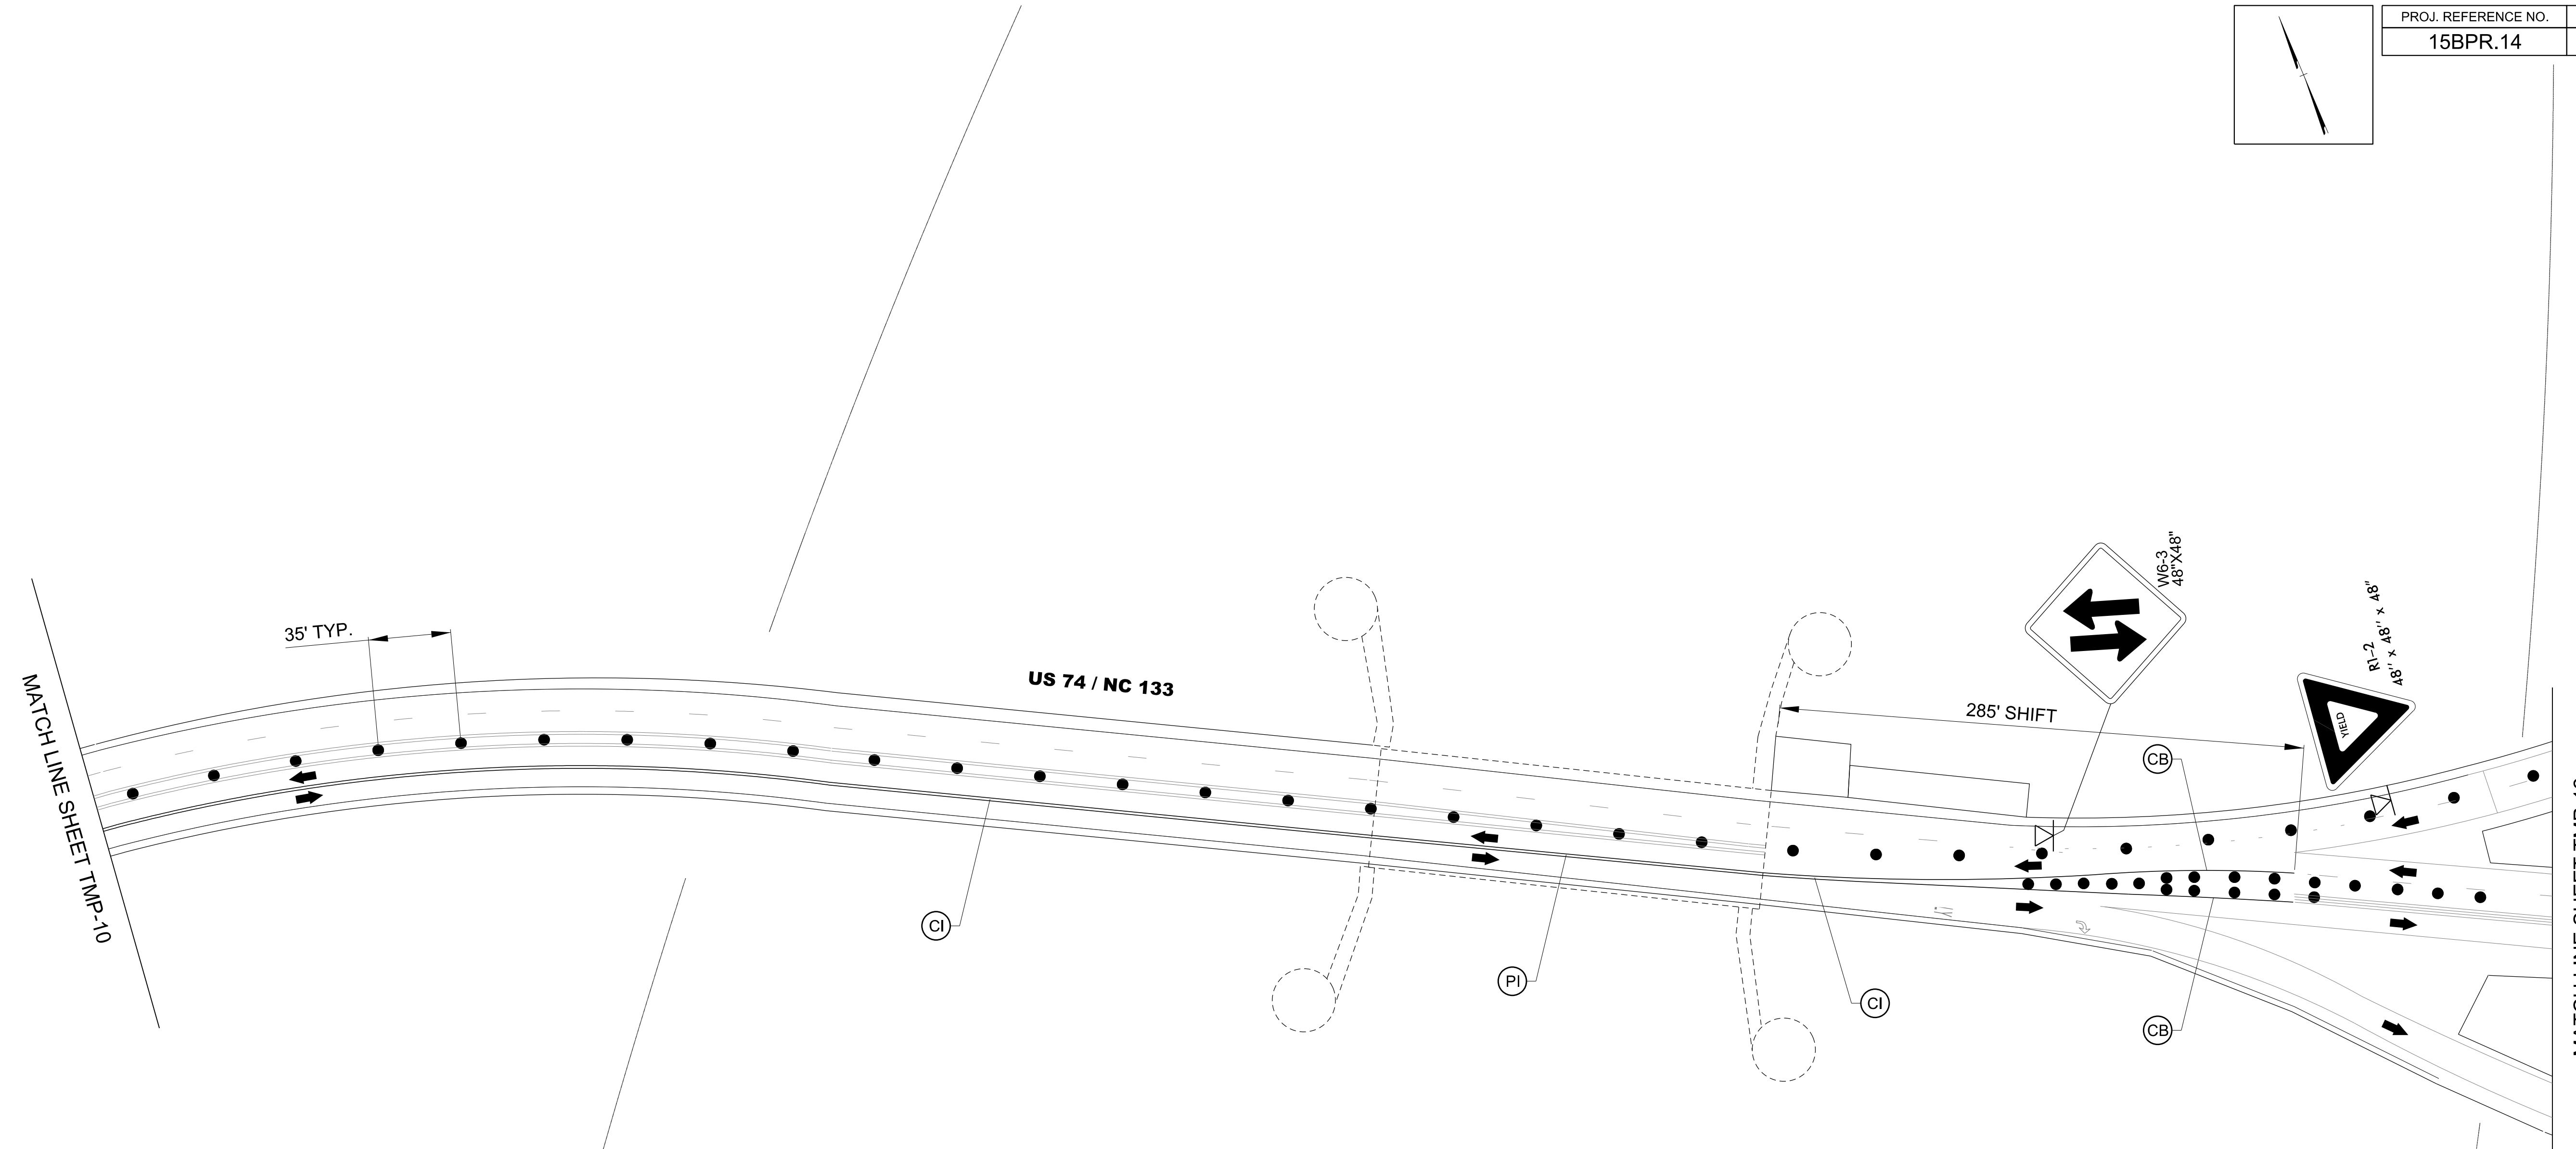 PROJ. REFERENCE NO.
15BPR.14
W6-3
48"X48"
R1-2
48'' x 48'' x 48''
YIELD
35' TYP.
US 74 / NC 133
285' SHIFT
CB
MATCH LINE SHEET TMP-10
CI
PI
CI
CB